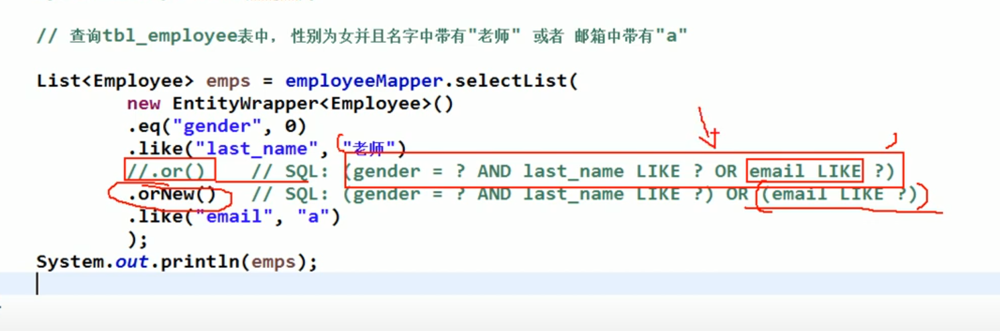 // 查询tbl_employee表中, 性别为女并且名字中带有"老师" 或者 邮箱中带有"a"
List<Employee> emps = employeeMapper.selectList(
new EntityWrapper<Employee>()
.eq("gender", 0)
.like("last_name", "老师")
//.or() // SQL: (gender = ? AND last_name LIKE ? OR email LIKE ?)
.orNew() // SQL: (gender = ? AND last_name LIKE ?) OR (email LIKE ?)
.like("email", "a")
);
System.out.println(emps);